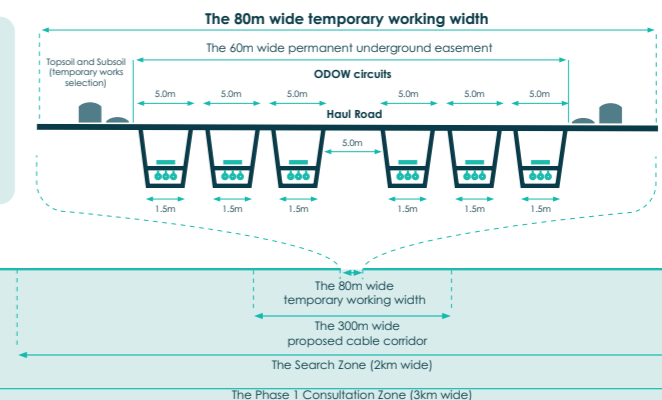 The 80m wide temporary working width
The 60m wide permanent underground easement
Topsoil and Subsoil
(temporary works
selection)
ODOW circuits
5.0m 5.0m 5.0m 5.0m 5.0m 5.0m
Haul Road
5.0m
1.5m 1.5m 1.5m 1.5m 1.5m 1.5m
The 80m wide
temporary working width
The 300m wide
proposed cable corridor
The Search Zone (2km wide)
The Phase 1 Consultation Zone (3km wide)